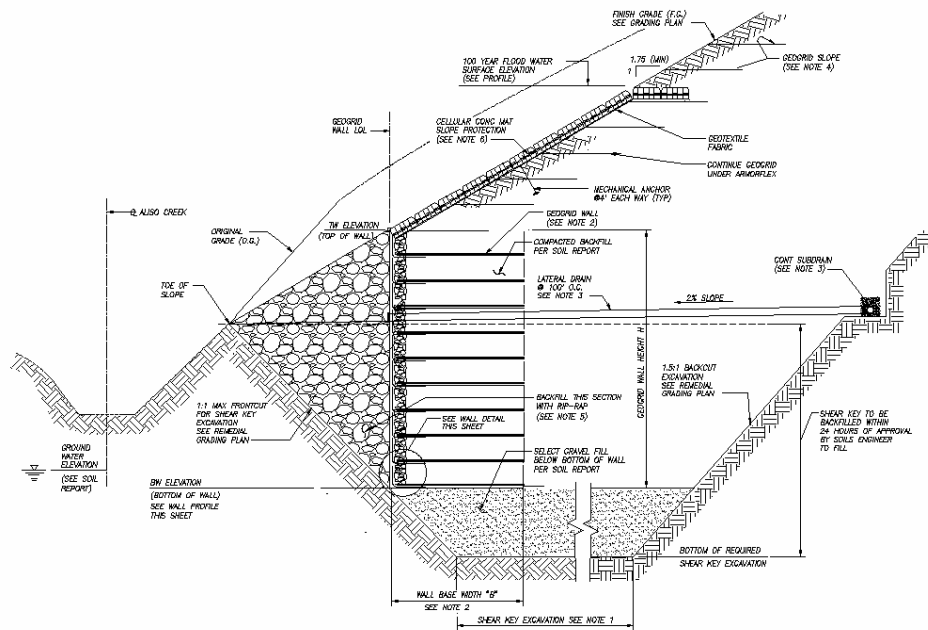 FINISH GRADE (F.G.)
SEE GRADING PLAN
1.75 (MIN)
1
GEOGRID SLOPE
(SEE NOTE 4)
100 YEAR FLOOD WATER
SURFACE ELEVATION
(SEE PROFILE)
GEOGRID
WALL LOL
CELLULAR CONC MAT
SLOPE PROTECTION
(SEE NOTE 6)
GEOTEXTILE
FABRIC
CONTINUE GEOGRID
UNDER ARMORFLEX
MECHANICAL ANCHOR
@4' EACH WAY (TYP)
℄ ALISO CREEK
ORIGINAL
GRADE (O.G.)
TW ELEVATION
(TOP OF WALL)
GEOGRID WALL
(SEE NOTE 2)
COMPACTED BACKFILL
PER SOIL REPORT
LATERAL DRAIN
@ 100' O.C.
SEE NOTE 3
2% SLOPE
CONT SUBDRAIN
(SEE NOTE 3)
TOE OF
SLOPE
GEOGRID WALL HEIGHT H
1:1 MAX FRONTCUT
FOR SHEAR KEY
EXCAVATION
SEE REMEDIAL
GRADING PLAN
BACKFILL THIS SECTION
WITH RIP-RAP
(SEE NOTE 5)
SEE WALL DETAIL
THIS SHEET
1.5:1 BACKCUT
EXCAVATION
SEE REMEDIAL
GRADING PLAN
SHEAR KEY TO BE
BACKFILLED WITHIN
24 HOURS OF APPROVAL
BY SOILS ENGINEER
TO FILL
GROUND
WATER
ELEVATION
(SEE SOIL
REPORT)
SELECT GRAVEL FILL
BELOW BOTTOM OF WALL
PER SOIL REPORT
BW ELEVATION
(BOTTOM OF WALL)
SEE WALL PROFILE
THIS SHEET
BOTTOM OF REQUIRED
SHEAR KEY EXCAVATION
WALL BASE WIDTH "B"
SEE NOTE 2
SHEAR KEY EXCAVATION SEE NOTE 1